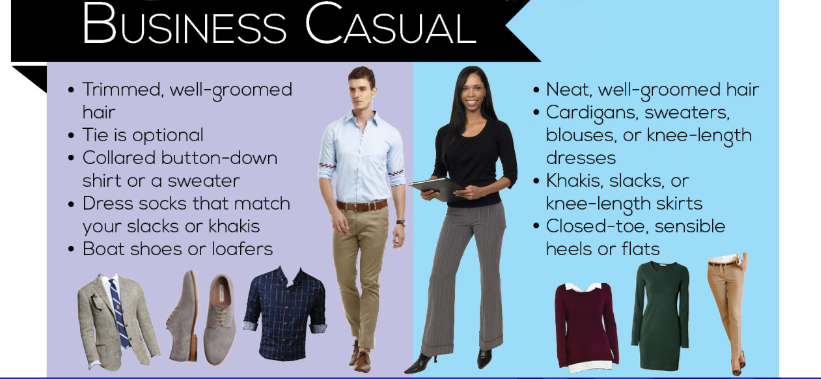 BUSINESS CASUAL
• Trimmed, well-groomed
hair
• Tie is optional
• Collared button-down
shirt or a sweater
• Dress socks that match
your slacks or khakis
• Boat shoes or loafers
• Neat, well-groomed hair
• Cardigans, sweaters,
blouses, or knee-length
dresses
• Khakis, slacks, or
knee-length skirts
• Closed-toe, sensible
heels or flats